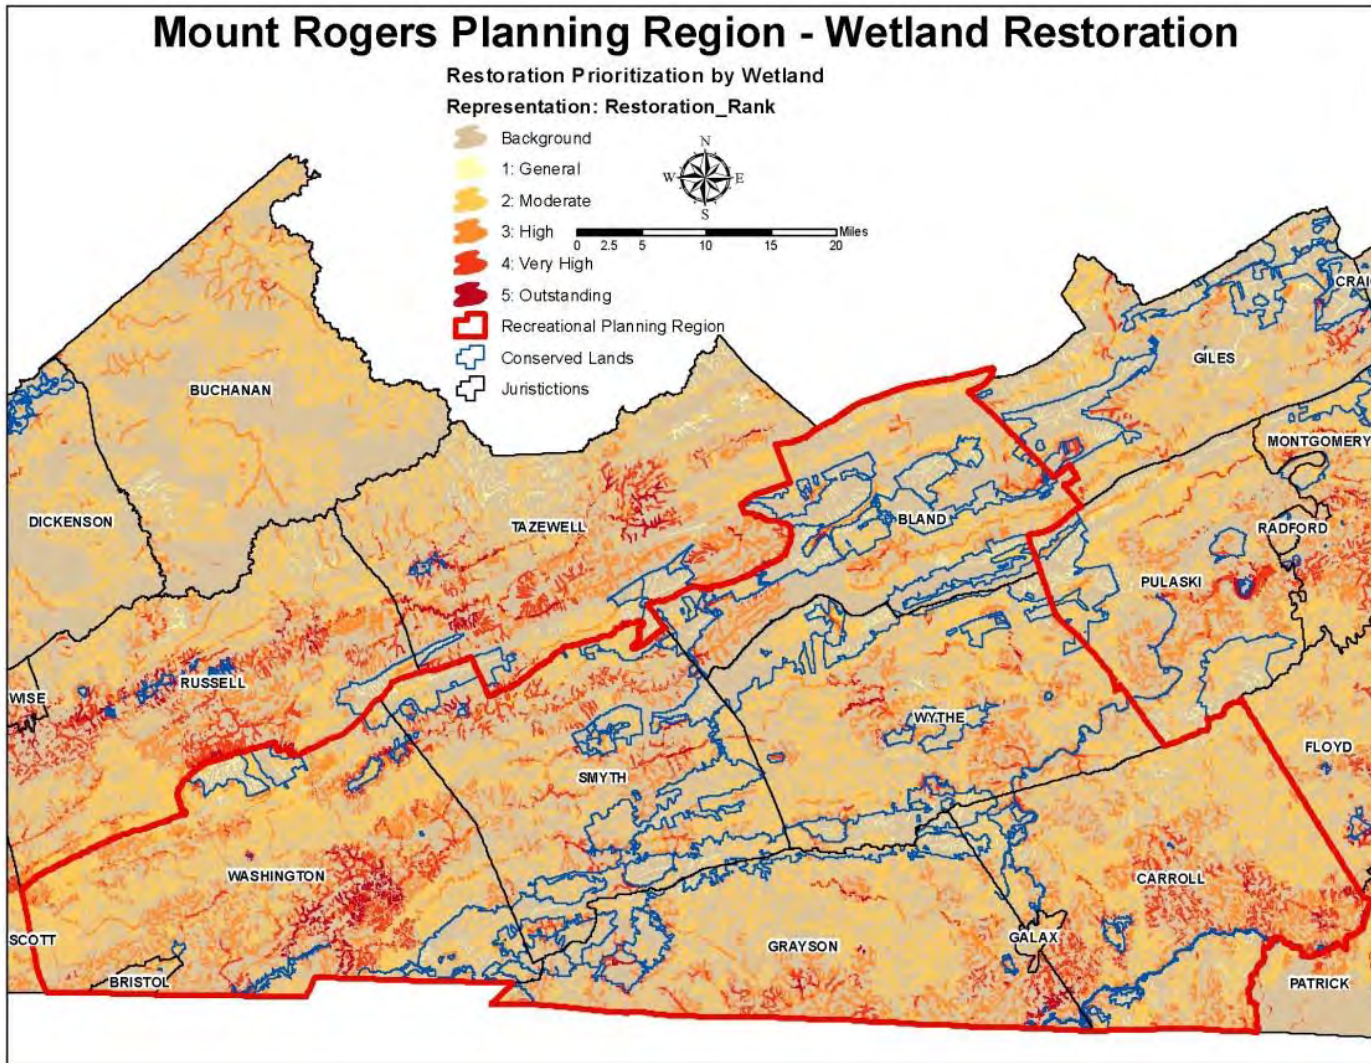 Mount Rogers Planning Region - Wetland Restoration
Restoration Prioritization by Wetland
Representation: Restoration_Rank
Background
1: General
2: Moderate
3: High
4: Very High
5: Outstanding
Recreational Planning Region
Conserved Lands
Juristictions
N
W E
S
Miles
0 2.5 5 10 15 20
CRAI
GILES
BUCHANAN
MONTGOMERY
DICKENSON
TAZEWELL
BLAND
RADFORD
PULASKI
RUSSELL
WISE
WYTHE
FLOYD
SMYTH
WASHINGTON
CARROLL
SCOTT
GRAYSON
GALAX
BRISTOL
PATRICK